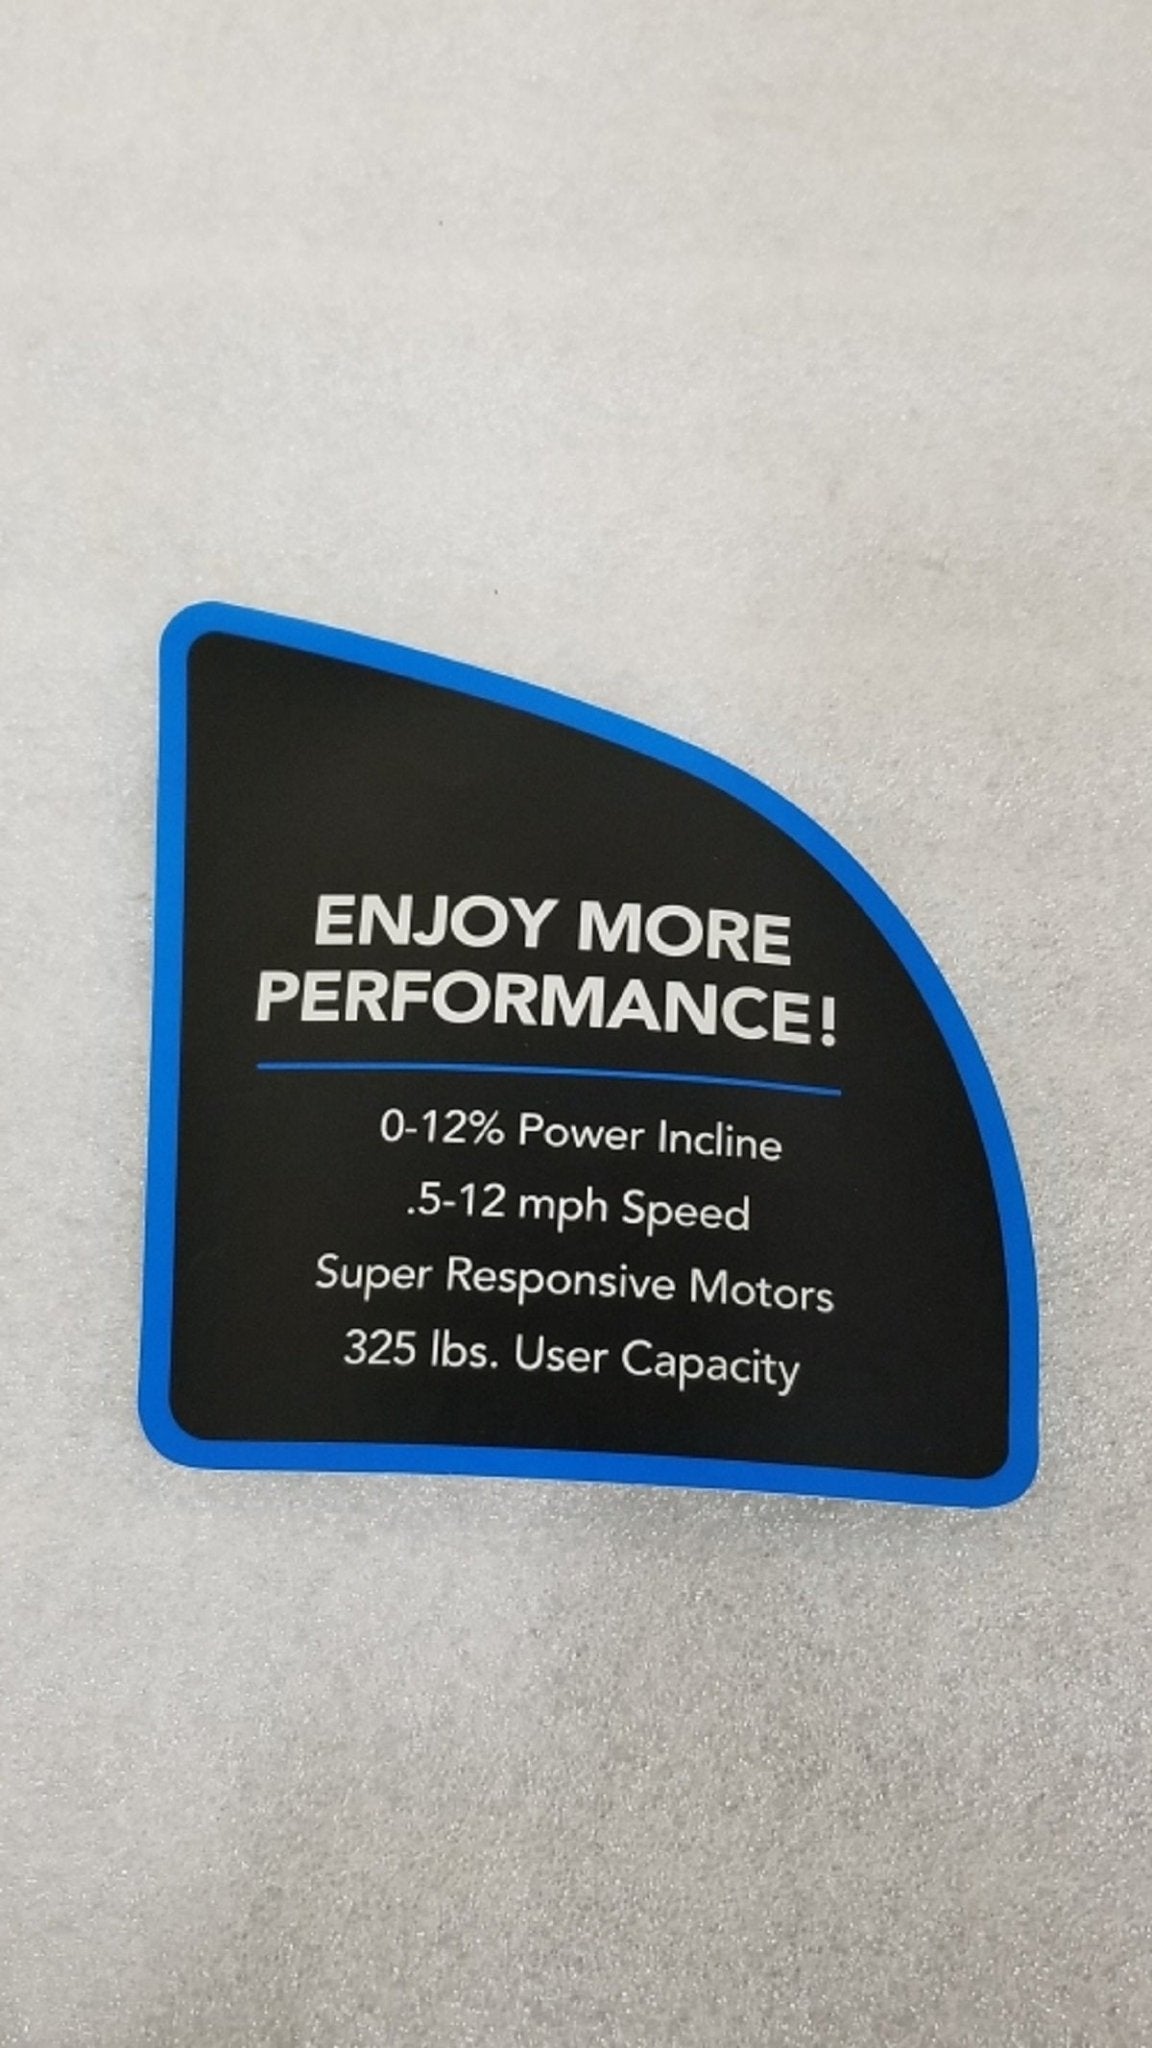 ENJOY MORE
PERFORMANCE!
0-12% Power Incline
.5-12 mph Speed
Super Responsive Motors
325 lbs. User Capacity